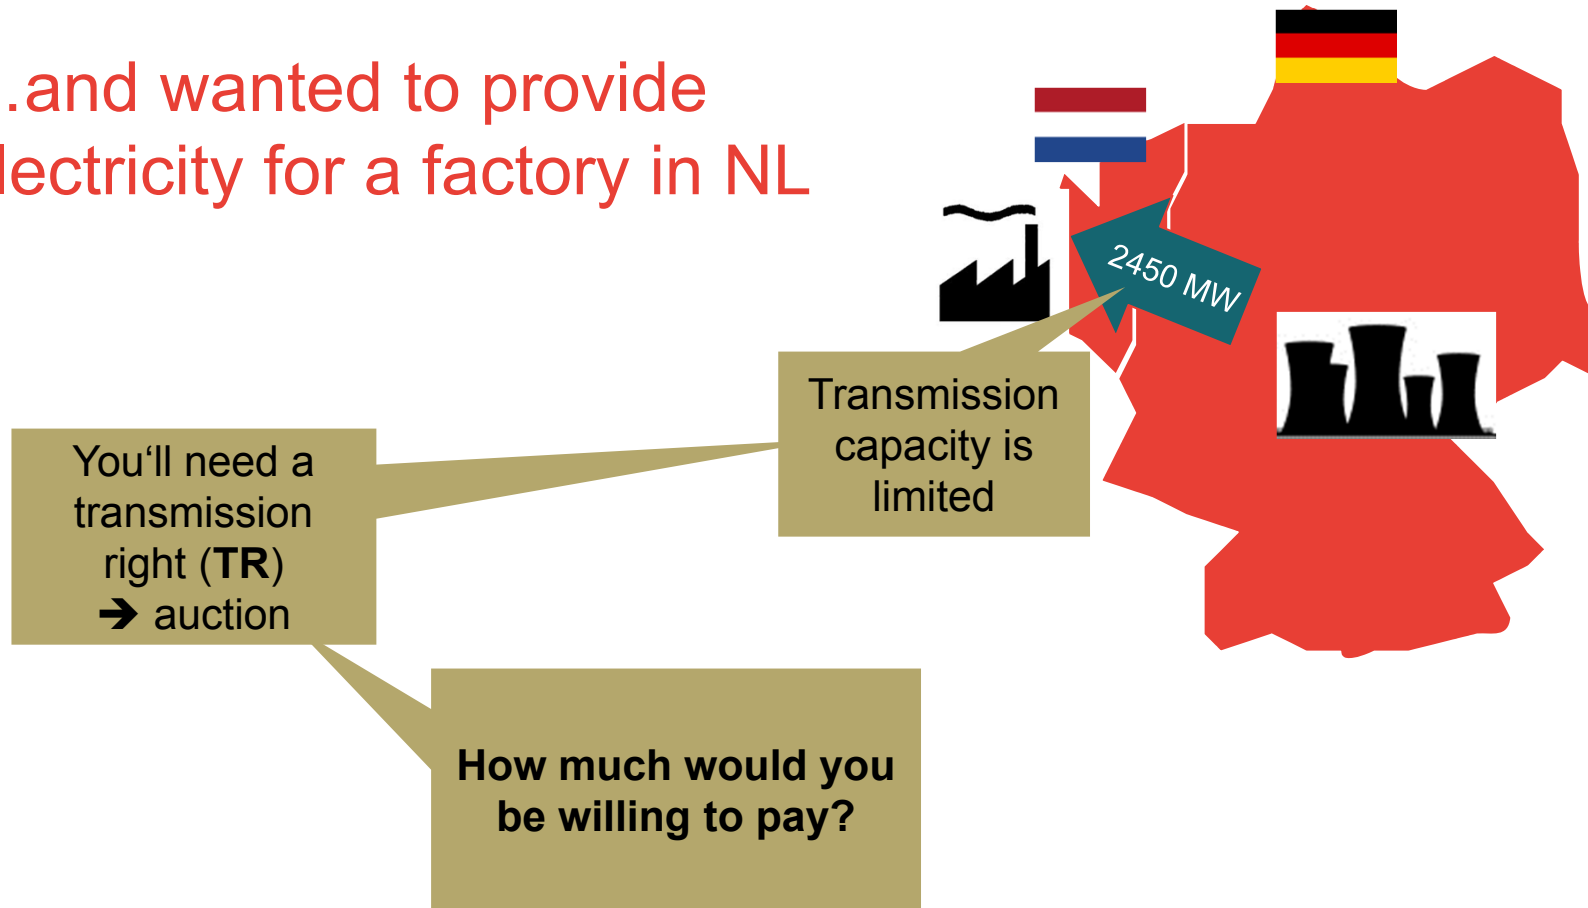 .and wanted to provide
lectricity for a factory in NL
2450 MW
Transmission
capacity is
limited
You‘ll need a
transmission
right (TR)
➔ auction
How much would you
be willing to pay?